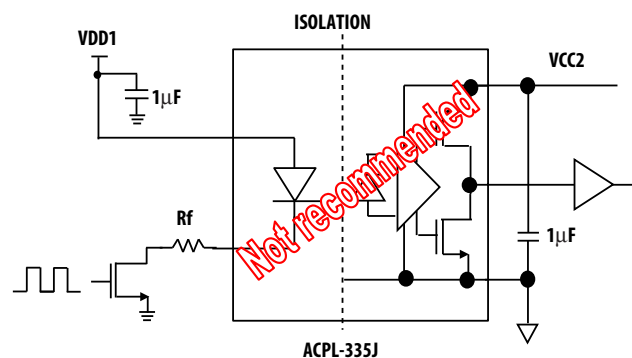 ISOLATION
VDD1
VCC2
1μF
Not recommended
Rf
1μF
ACPL-335J